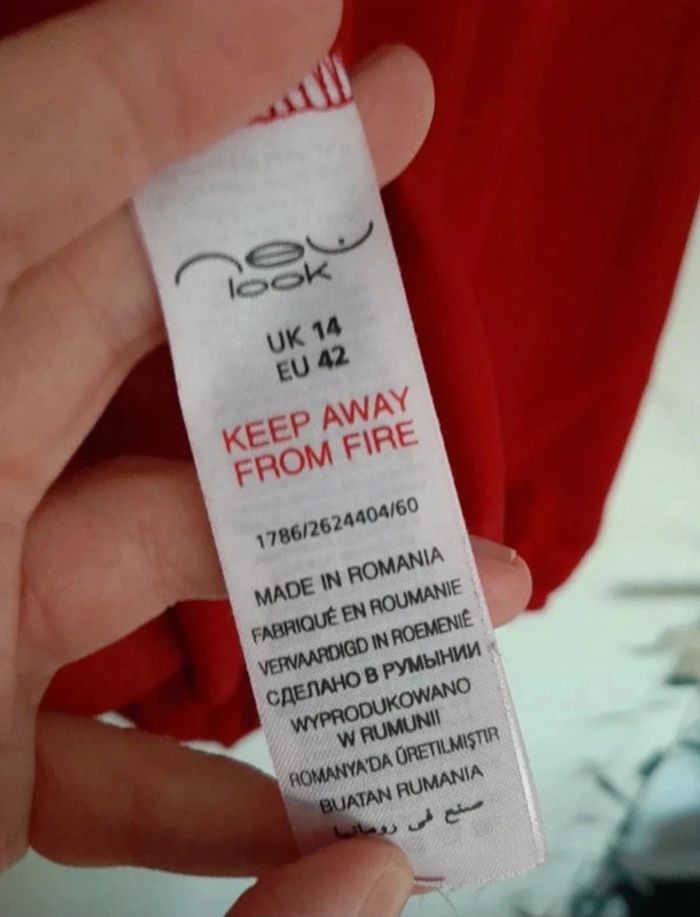 new
look
UK 14
EU 42
KEEP AWAY
FROM FIRE
1786/2624404/60
MADE IN ROMANIA
FABRIQUÉ EN ROUMANIE
VERVAARDIGD IN ROEMENIË
СДЕЛАНО В РУМЫНИИ
WYPRODUKOWANO
W RUMUNII
ROMANYA'DA ÜRETILMIŞTIR
BUATAN RUMANIA
صنع في رومانيا